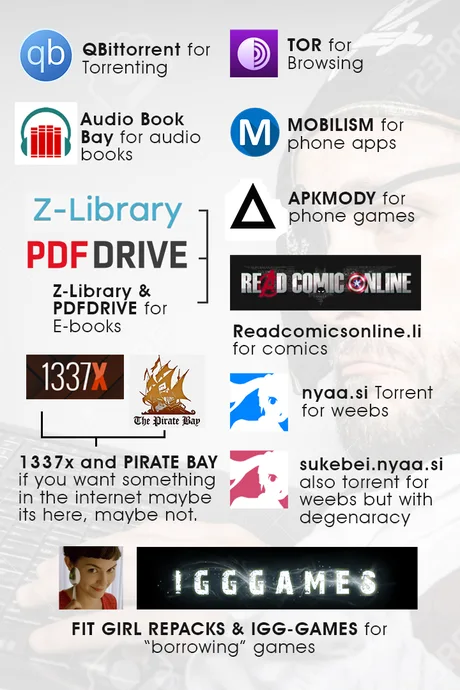 qb
QBittorrent for
Torrenting
TOR for
Browsing
Audio Book
Bay for audio
books
M
MOBILISM for
phone apps
Z-Library
PDF DRIVE
Z-Library &
PDFDRIVE for
E-books
APKMODY for
phone games
READ COMIC ONLINE
Readcomicsonline.li
for comics
1337X
The Pirate Bay
1337x and PIRATE BAY
if you want something
in the internet maybe
its here, maybe not.
nyaa.si Torrent
for weebs
sukebei.nyaa.si
also torrent for
weebs but with
degenaracy
IGGGAMES
FIT GIRL REPACKS & IGG-GAMES for
“borrowing” games